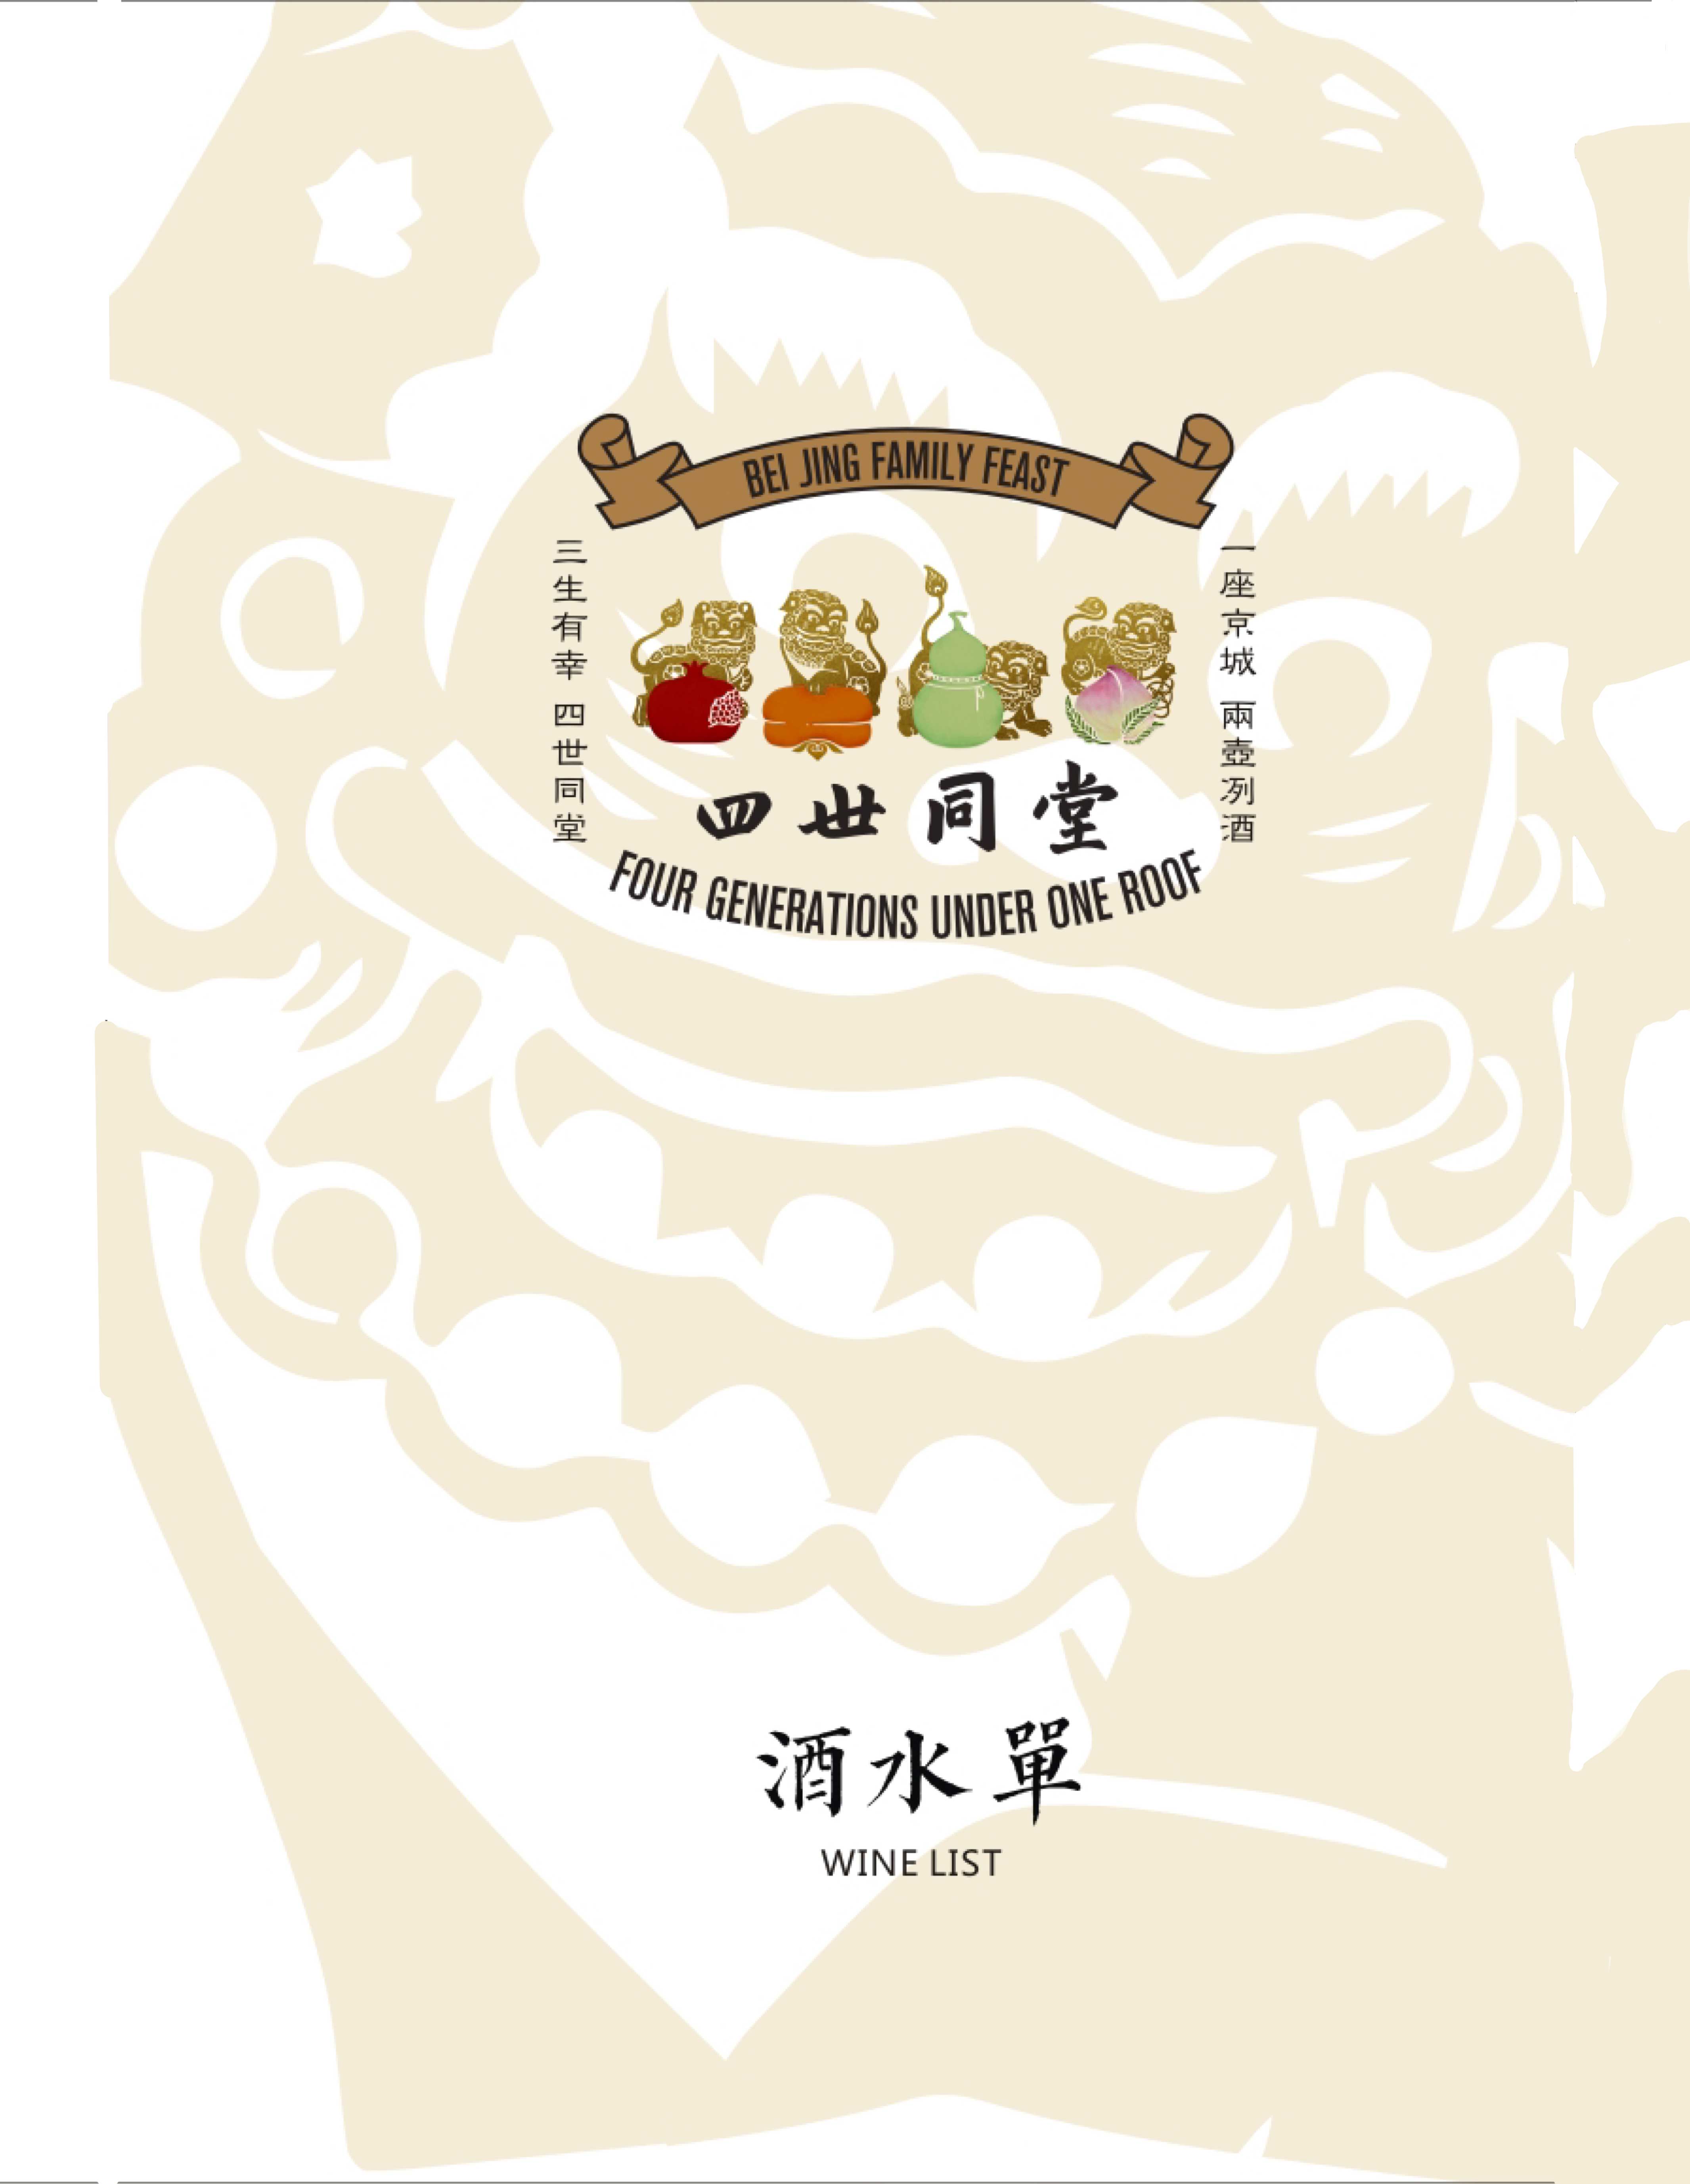 BEI JING FAMILY FEAST
一座京城 兩壺冽酒
三生有幸 四世同堂
四世同堂
FOUR GENERATIONS UNDER ONE ROOF
酒水單
WINE LIST